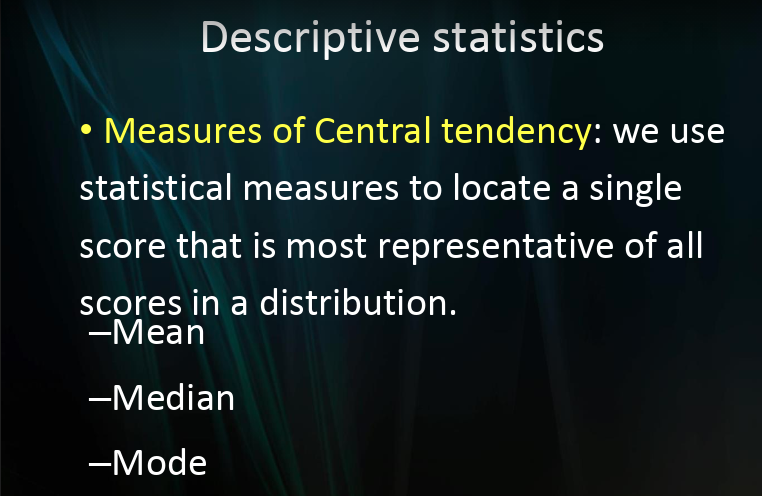 Descriptive statistics
• Measures of Central tendency: we use
statistical measures to locate a single
score that is most representative of all
scores in a distribution.
–Mean
–Median
–Mode